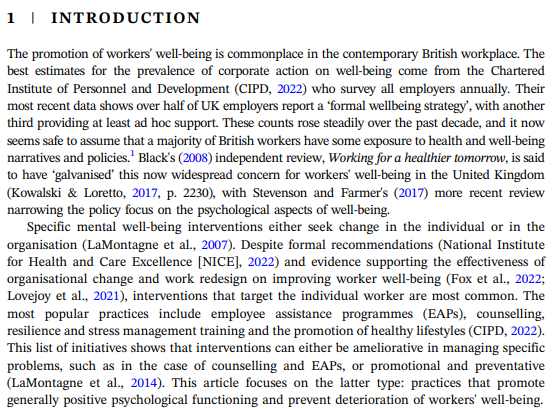 1 | INTRODUCTION
The promotion of workers' well-being is commonplace in the contemporary British workplace. The
best estimates for the prevalence of corporate action on well-being come from the Chartered
Institute of Personnel and Development (CIPD, 2022) who survey all employers annually. Their
most recent data shows over half of UK employers report a 'formal wellbeing strategy', with another
third providing at least ad hoc support. These counts rose steadily over the past decade, and it now
seems safe to assume that a majority of British workers have some exposure to health and well-being
narratives and policies.¹ Black's (2008) independent review, Working for a healthier tomorrow, is said
to have 'galvanised' this now widespread concern for workers' well-being in the United Kingdom
(Kowalski & Loretto, 2017, p. 2230), with Stevenson and Farmer's (2017) more recent review
narrowing the policy focus on the psychological aspects of well-being.
Specific mental well-being interventions either seek change in the individual or in the
organisation (LaMontagne et al., 2007). Despite formal recommendations (National Institute
for Health and Care Excellence [NICE], 2022) and evidence supporting the effectiveness of
organisational change and work redesign on improving worker well-being (Fox et al., 2022;
Lovejoy et al., 2021), interventions that target the individual worker are most common. The
most popular practices include employee assistance programmes (EAPs), counselling,
resilience and stress management training and the promotion of healthy lifestyles (CIPD, 2022).
This list of initiatives shows that interventions can either be ameliorative in managing specific
problems, such as in the case of counselling and EAPs, or promotional and preventative
(LaMontagne et al., 2014). This article focuses on the latter type: practices that promote
generally positive psychological functioning and prevent deterioration of workers' well-being.